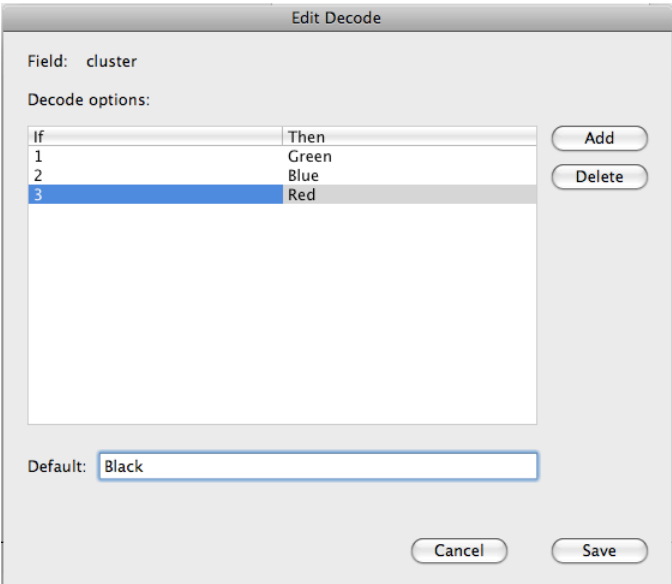 Edit Decode
Field: cluster
Decode options:
If Then
1 Green
2 Blue
3 Red
Add
Delete
Default: Black
Cancel Save